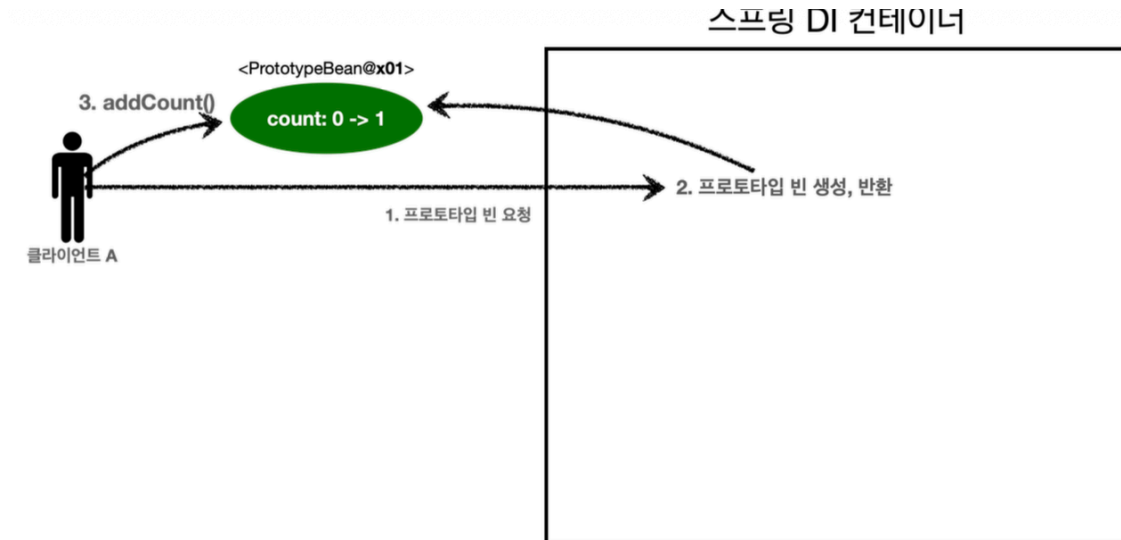 스프링 DI 컨테이너
<PrototypeBean@x01>
3. addCount()
count: 0 -> 1
2. 프로토타입 빈 생성, 반환
1. 프로토타입 빈 요청
클라이언트 A